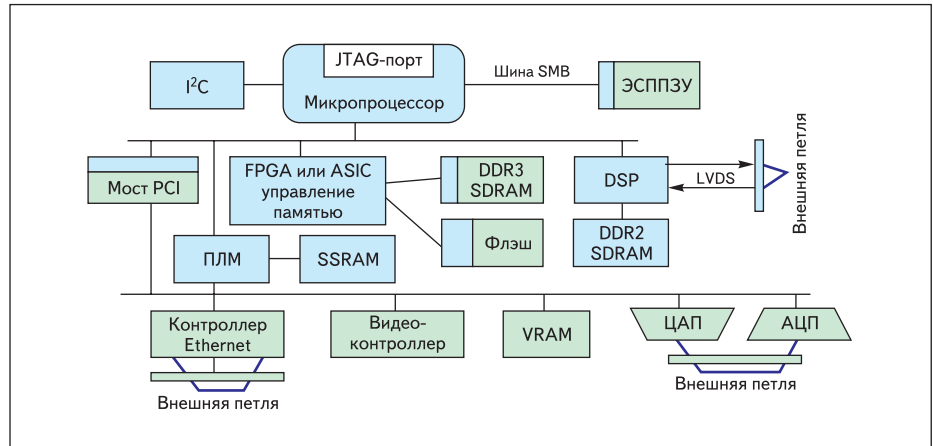 JTAG-порт
I²C
Микропроцессор
Шина SMB
ЭСППЗУ
Мост PCI
FPGA или ASIC
управление
памятью
DDR3
SDRAM
DSP
LVDS
Внешняя петля
Флэш
DDR2
SDRAM
ПЛМ
SSRAM
Контроллер
Ethernet
Видео-
контроллер
VRAM
ЦАП
АЦП
Внешняя петля
Внешняя петля